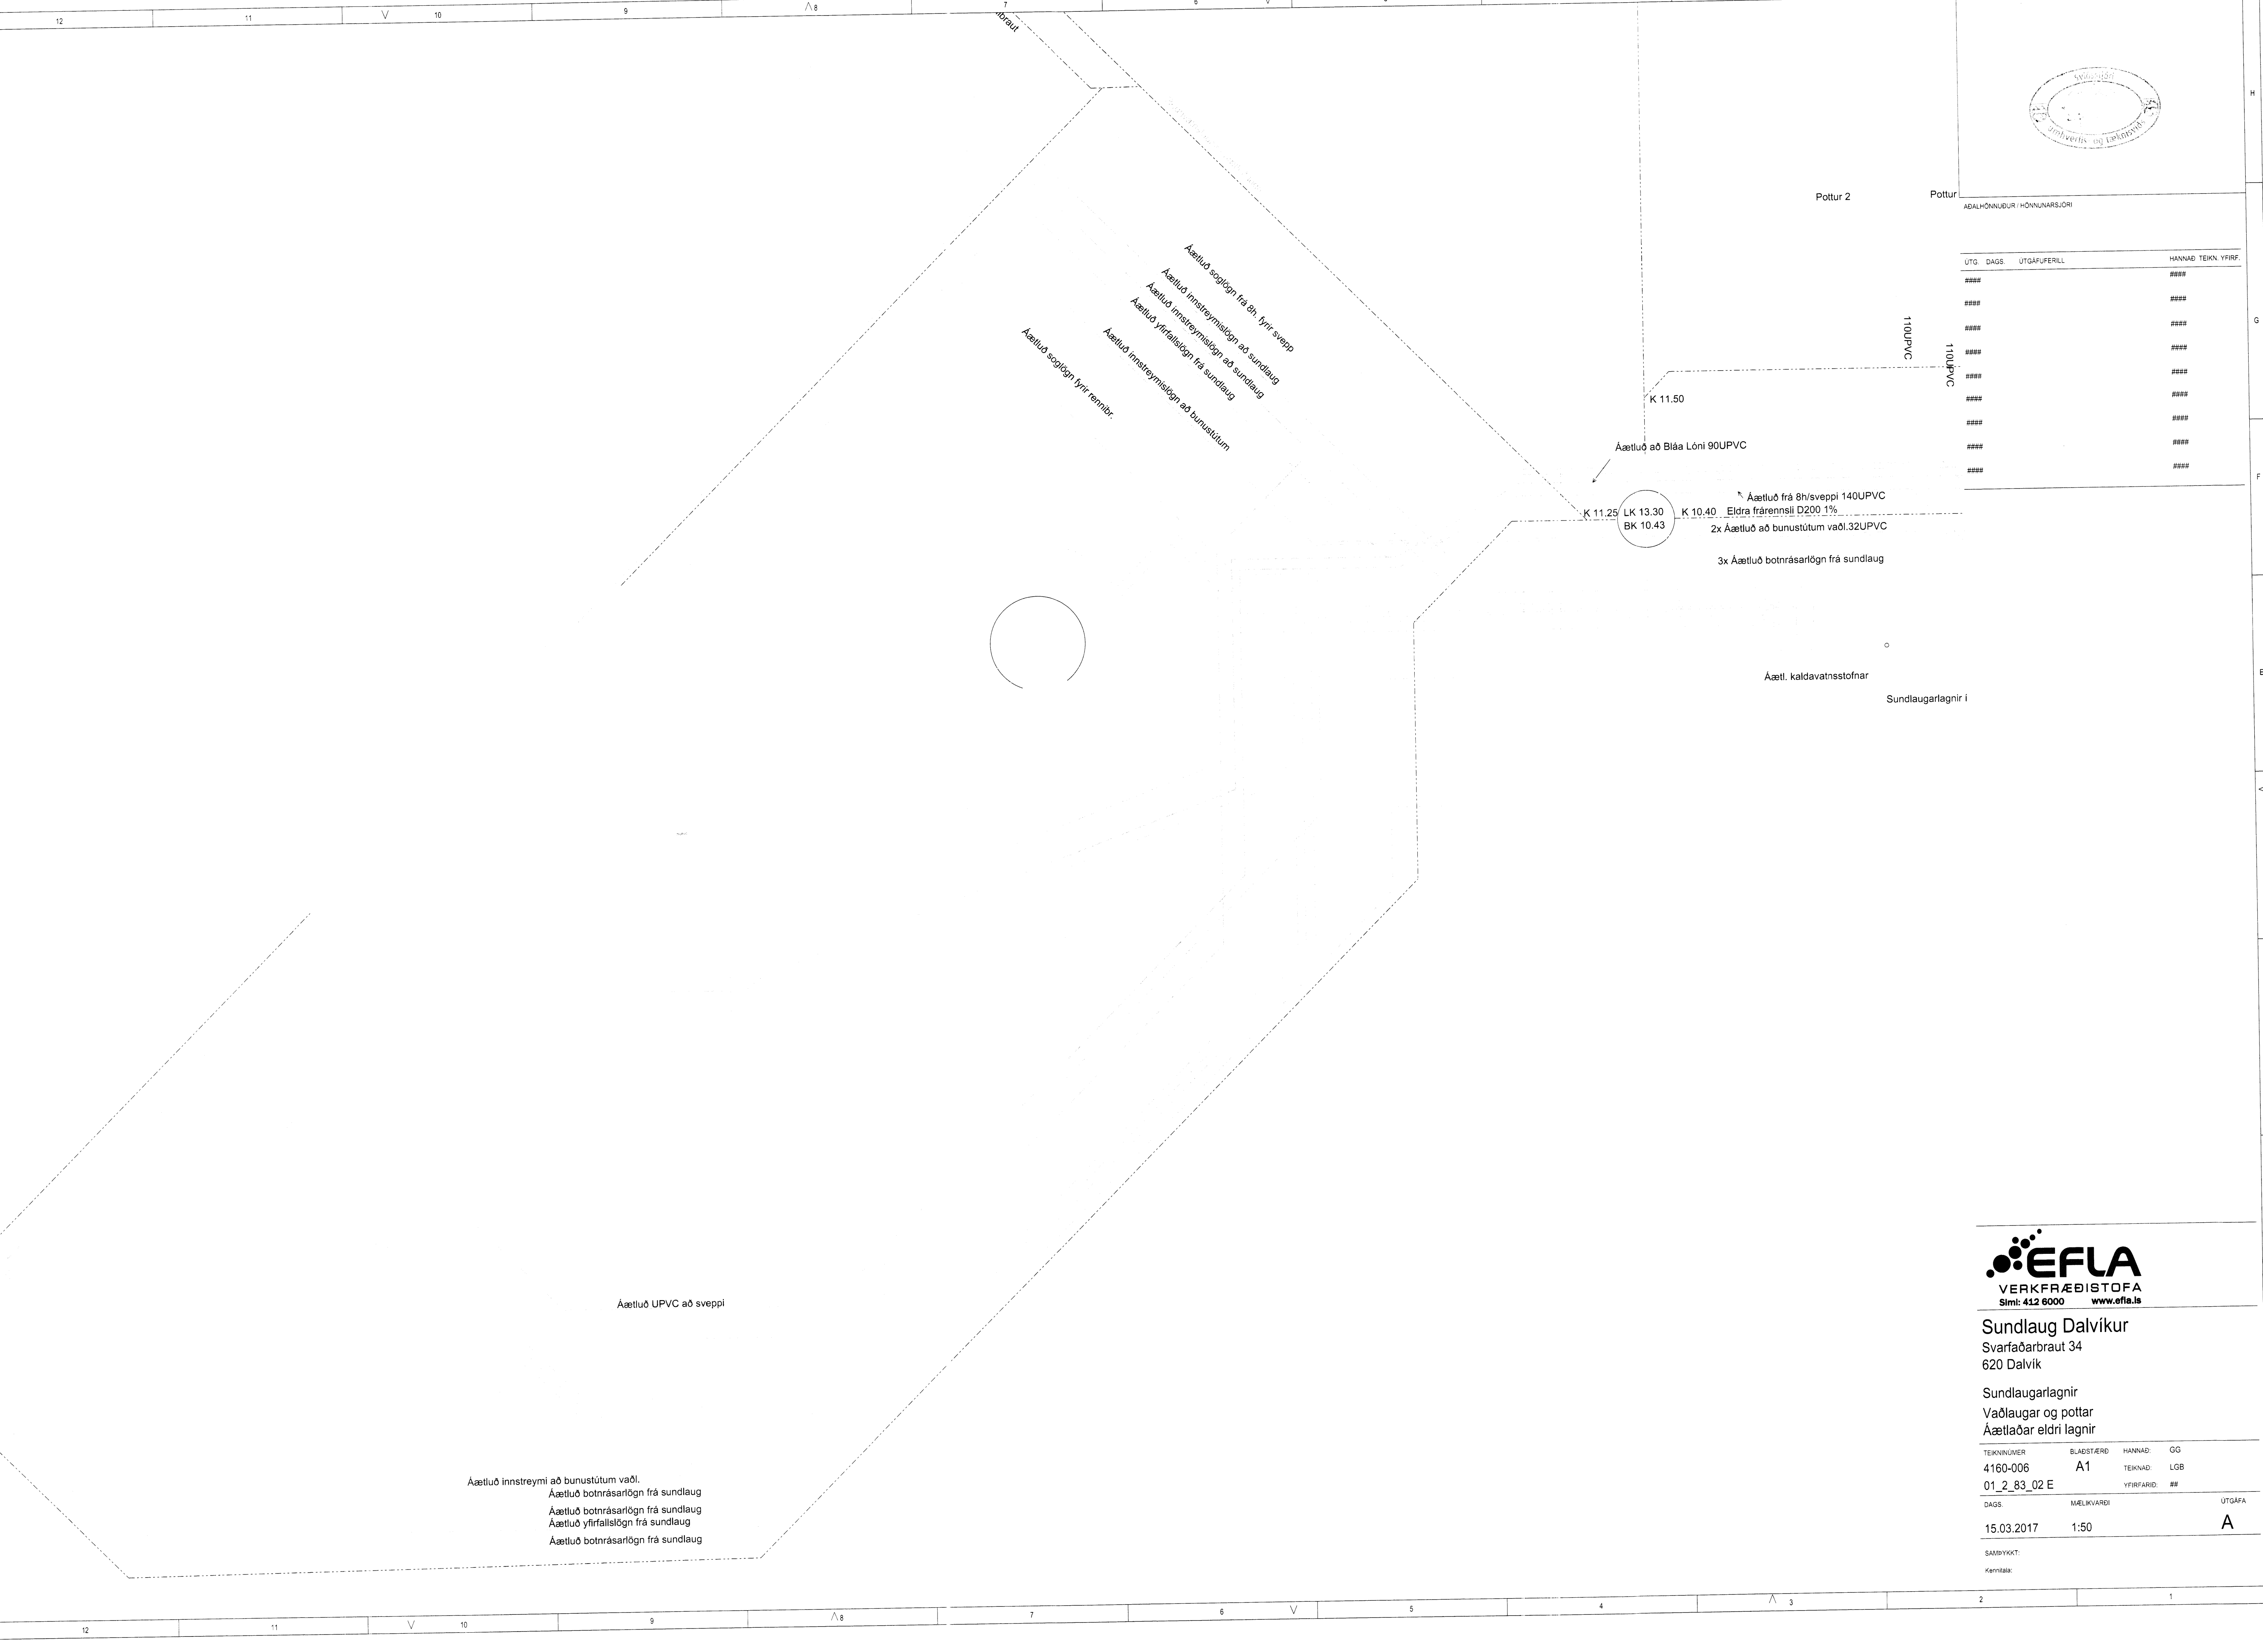 12 11 10 9 8 7 6
braut
Sviðsstjóri
umhverfis- og tæknisviðs
H
Pottur 2
Pottur
AÐALHÖNNUÐUR / HÖNNUNARSJÓRI
ÚTG. DAGS. ÚTGÁFUFERILL HANNAÐ TEIKN. YFIRF.
#### ####
#### ####
#### ####
#### ####
#### ####
#### ####
#### ####
#### ####
#### ####
G
F
E
Áætluð soglögn frá 8h. fyrir svepp
Áætluð innstreymislögn að sundlaug
Áætluð innstreymislögn að sundlaug
Áætluð yfirfallslögn frá sundlaug
Áætluð innstreymislögn að bunustútum
Áætluð soglögn fyrir rennibr.
110UPVC
110UPVC
K 11.50
Áætluð að Bláa Lóni 90UPVC
Áætluð frá 8h/sveppi 140UPVC
K 11.25
LK 13.30
BK 10.43
K 10.40
Eldra frárennsli D200 1%
2x Áætluð að bunustútum vaðl.32UPVC
3x Áætluð botnrásarlögn frá sundlaug
Áætl. kaldavatnsstofnar
Sundlaugarlagnir í
Áætluð UPVC að sveppi
Áætluð innstreymi að bunustútum vaðl.
Áætluð botnrásarlögn frá sundlaug
Áætluð botnrásarlögn frá sundlaug
Áætluð yfirfallslögn frá sundlaug
Áætluð botnrásarlögn frá sundlaug
EFLA
VERKFRÆÐISTOFA
Sími: 412 6000 www.efla.is
Sundlaug Dalvíkur
Svarfaðarbraut 34
620 Dalvík
Sundlaugarlagnir
Vaðlaugar og pottar
Áætlaðar eldri lagnir
TEIKNINÚMER BLAÐSTÆRÐ HANNAÐ: GG
4160-006 A1 TEIKNAÐ: LGB
01_2_83_02 E YFIRFARIÐ: ##
DAGS. MÆLIKVARÐI ÚTGÁFA
15.03.2017 1:50 A
SAMÞYKKT:
Kennitala:
12 11 10 9 8 7 6 5 4 3 2 1